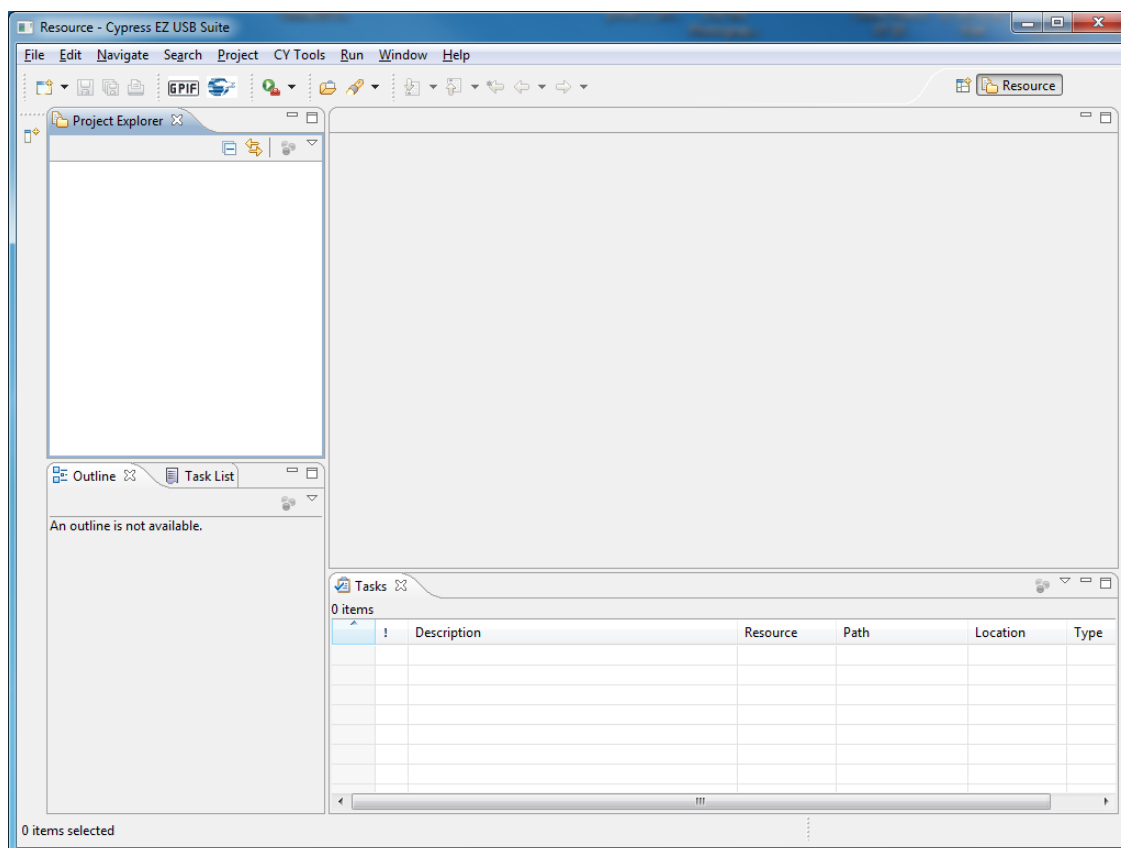 Resource - Cypress EZ USB Suite
File Edit Navigate Search Project CY Tools Run Window Help
GPIF
Resource
Project Explorer
Outline Task List
An outline is not available.
Tasks
0 items
! Description Resource Path Location Type
0 items selected